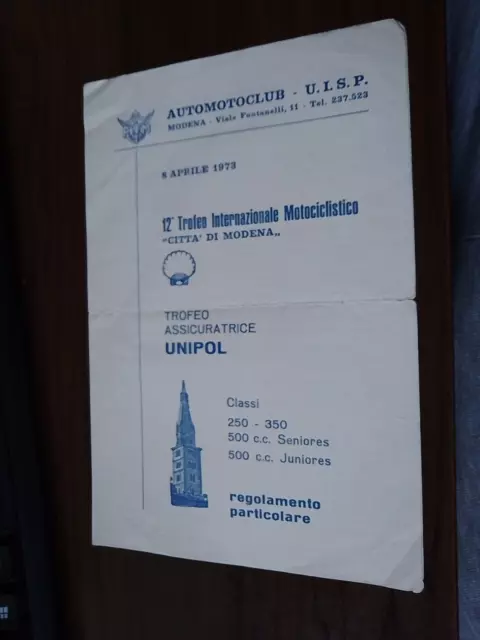 AUTOMOTOCLUB - U.I.S.P.
MODENA - Viale Fontanelli, 11 - Tel. 237.523
8 APRILE 1973
12° Trofeo Internazionale Motociclistico
"CITTA' DI MODENA„
TROFEO
ASSICURATRICE
UNIPOL
Classi
250 - 350
500 c.c. Seniores
500 c.c. Juniores
regolamento
particolare